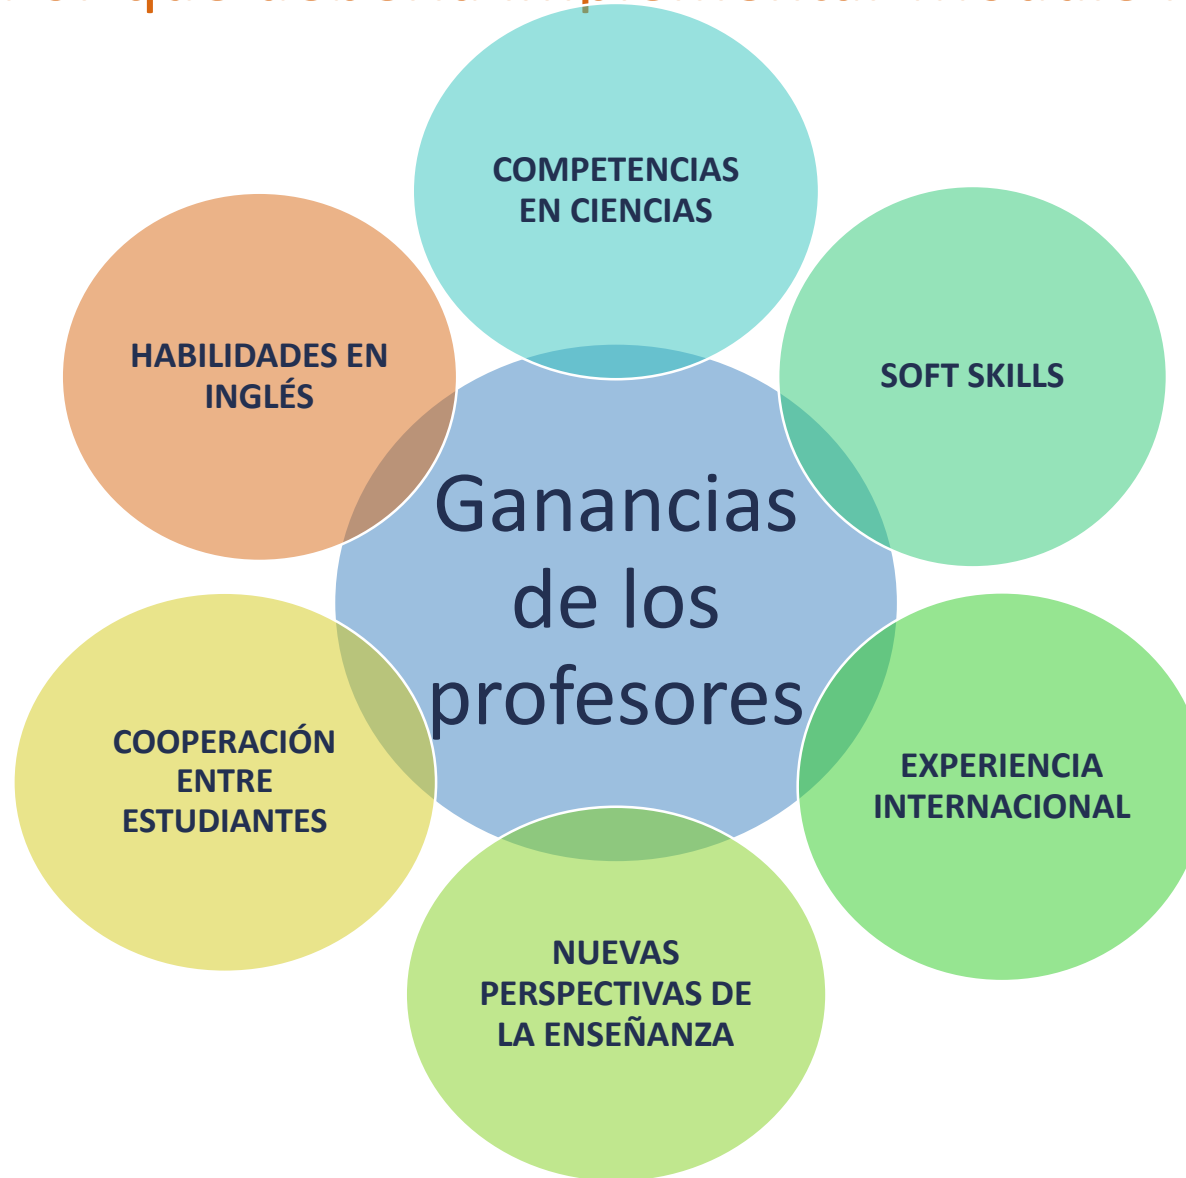 COMPETENCIAS
EN CIENCIAS
SOFT SKILLS
EXPERIENCIA
INTERNACIONAL
NUEVAS
PERSPECTIVAS DE
LA ENSEÑANZA
COOPERACIÓN
ENTRE
ESTUDIANTES
HABILIDADES EN
INGLÉS
Ganancias
de los
profesores